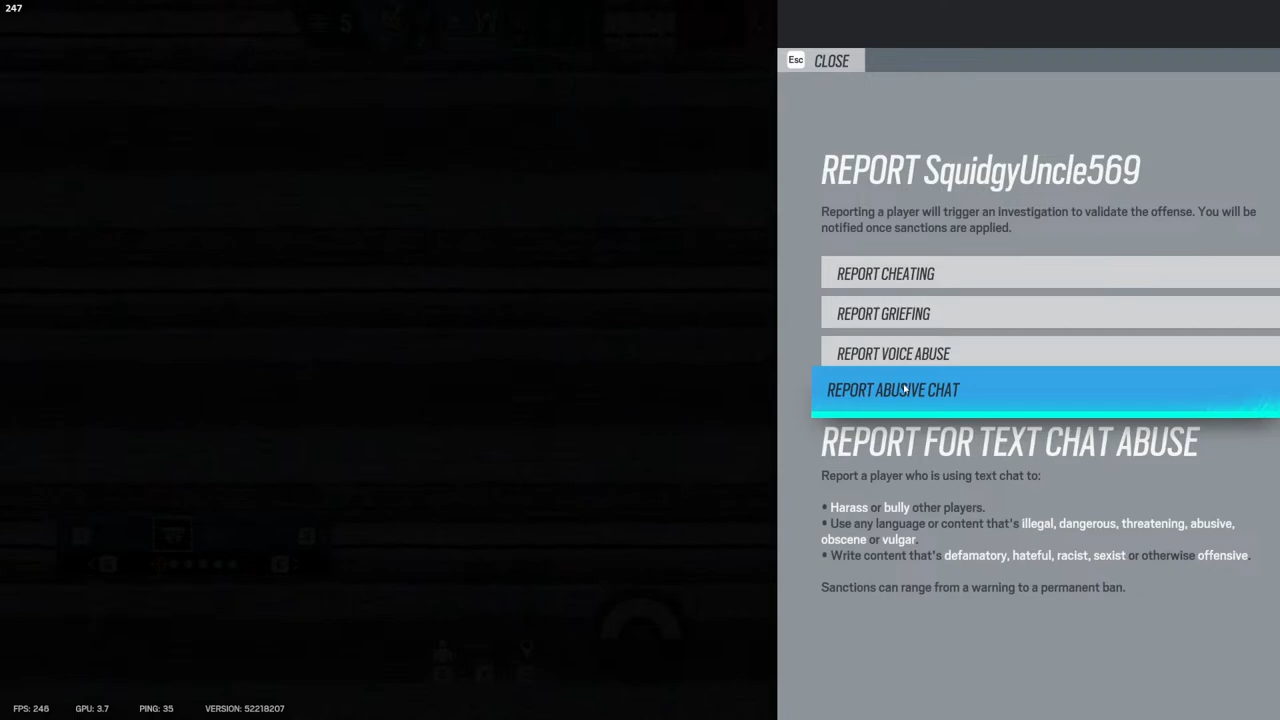 247
Esc CLOSE
REPORT SquidgyUncle569
Reporting a player will trigger an investigation to validate the offense. You will be
notified once sanctions are applied.
REPORT CHEATING
REPORT GRIEFING
REPORT VOICE ABUSE
REPORT ABUSIVE CHAT
REPORT FOR TEXT CHAT ABUSE
Report a player who is using text chat to:
• Harass or bully other players.
• Use any language or content that's illegal, dangerous, threatening, abusive,
obscene or vulgar.
• Write content that's defamatory, hateful, racist, sexist or otherwise offensive.
Sanctions can range from a warning to a permanent ban.
FPS: 246 GPU: 3.7 PING: 35 VERSION: 52218207